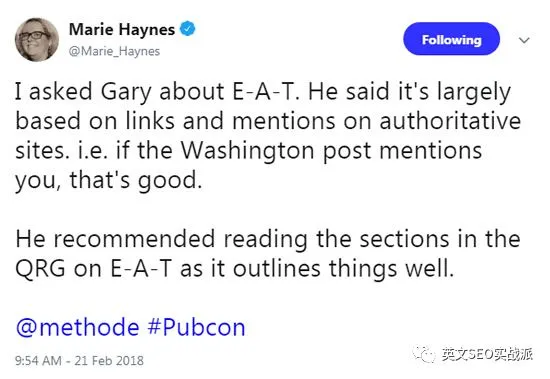 Marie Haynes
@Marie_Haynes
Following
I asked Gary about E-A-T. He said it's largely
based on links and mentions on authoritative
sites. i.e. if the Washington post mentions
you, that's good.
He recommended reading the sections in the
QRG on E-A-T as it outlines things well.
@methode #Pubcon
9:54 AM - 21 Feb 2018
英文SEO实战派